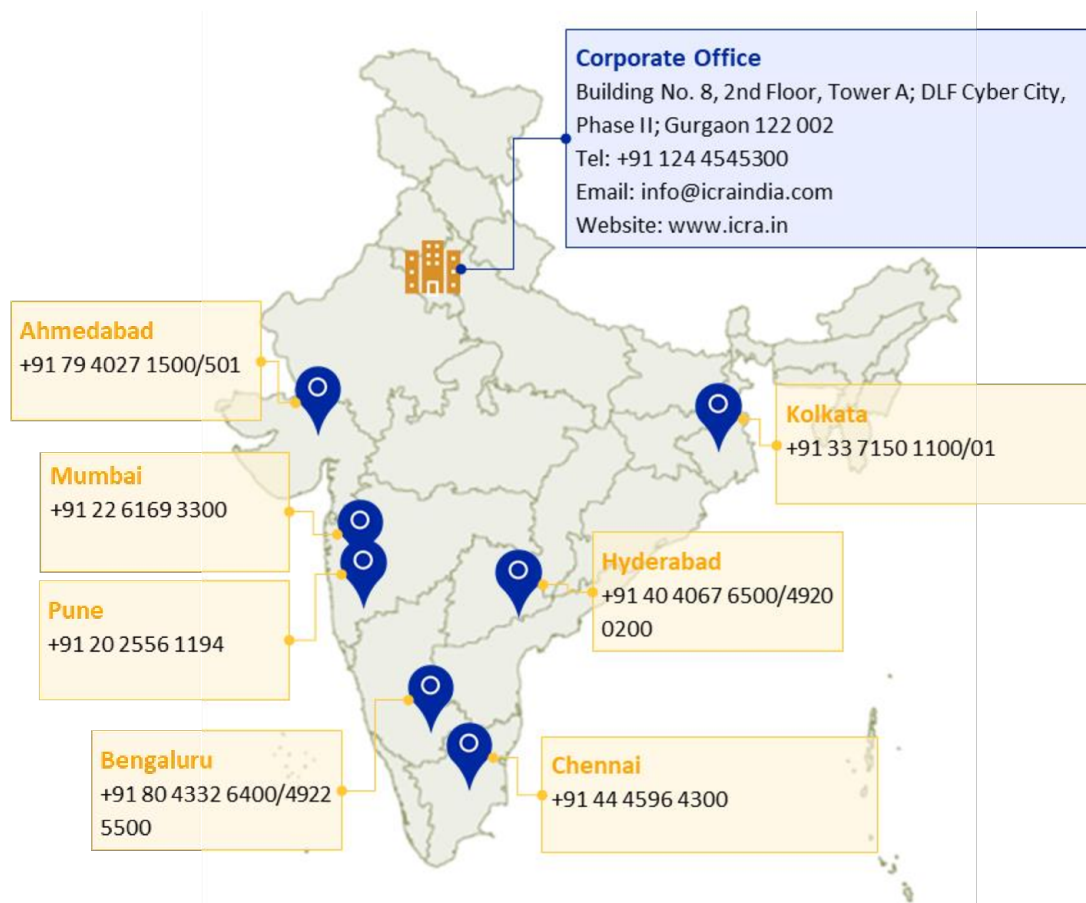 Corporate Office
Building No. 8, 2nd Floor, Tower A; DLF Cyber City,
Phase II; Gurgaon 122 002
Tel: +91 124 4545300
Email: info@icraindia.com
Website: www.icra.in
Ahmedabad
+91 79 4027 1500/501
Kolkata
+91 33 7150 1100/01
Mumbai
+91 22 6169 3300
Hyderabad
+91 40 4067 6500/4920
0200
Pune
+91 20 2556 1194
Bengaluru
+91 80 4332 6400/4922
5500
Chennai
+91 44 4596 4300